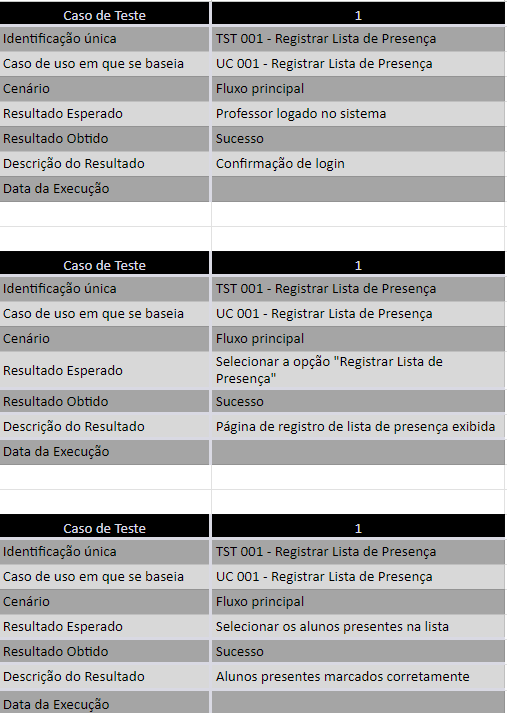 Caso de Teste 1
Identificação única TST 001 - Registrar Lista de Presença
Caso de uso em que se baseia UC 001 - Registrar Lista de Presença
Cenário Fluxo principal
Resultado Esperado Professor logado no sistema
Resultado Obtido Sucesso
Descrição do Resultado Confirmação de login
Data da Execução
Caso de Teste 1
Identificação única TST 001 - Registrar Lista de Presença
Caso de uso em que se baseia UC 001 - Registrar Lista de Presença
Cenário Fluxo principal
Resultado Esperado Selecionar a opção "Registrar Lista de
Presença"
Resultado Obtido Sucesso
Descrição do Resultado Página de registro de lista de presença exibida
Data da Execução
Caso de Teste 1
Identificação única TST 001 - Registrar Lista de Presença
Caso de uso em que se baseia UC 001 - Registrar Lista de Presença
Cenário Fluxo principal
Resultado Esperado Selecionar os alunos presentes na lista
Resultado Obtido Sucesso
Descrição do Resultado Alunos presentes marcados corretamente
Data da Execução